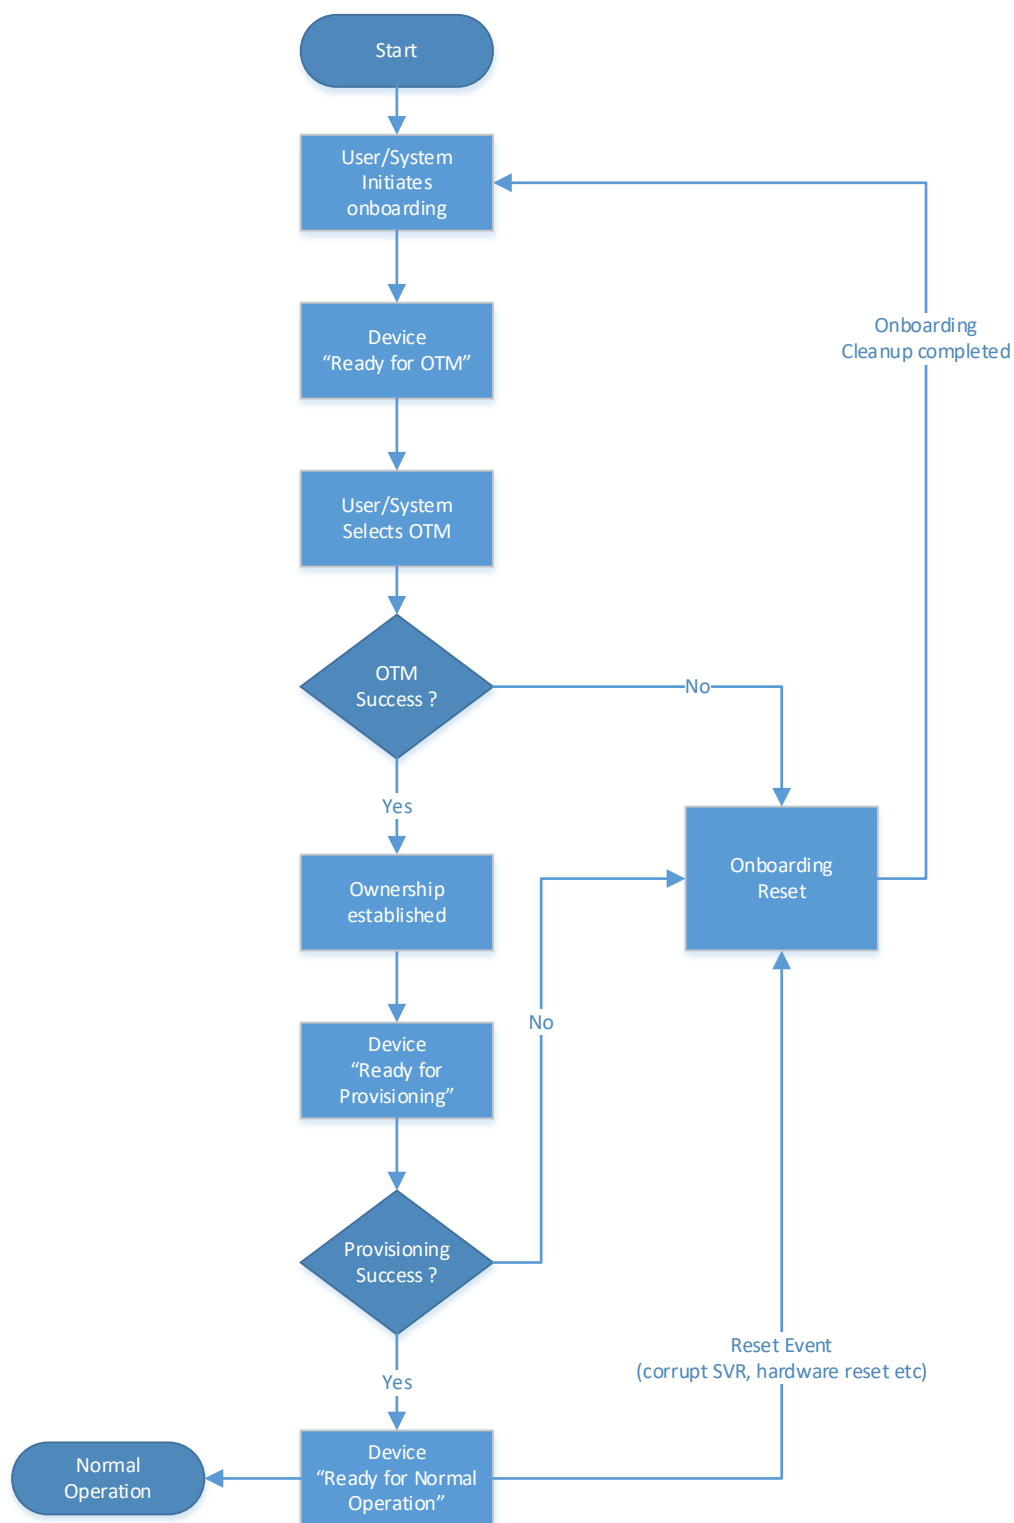 Start
User/System
Initiates
onboarding
Device
“Ready for OTM”
Onboarding
Cleanup completed
User/System
Selects OTM
OTM
Success ?
No
Yes
Onboarding
Reset
Ownership
established
No
Device
“Ready for
Provisioning”
Provisioning
Success ?
Reset Event
(corrupt SVR, hardware reset etc)
Yes
Normal
Operation
Device
“Ready for Normal
Operation”